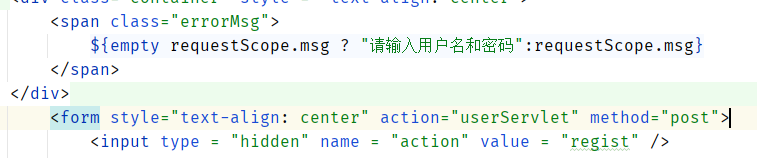 <div class="container" style = "text-align: center">
<span class="errorMsg">
${empty requestScope.msg ? "请输入用户名和密码":requestScope.msg}
</span>
</div>
<form style="text-align: center" action="userServlet" method="post">
<input type = "hidden" name = "action" value = "regist" />